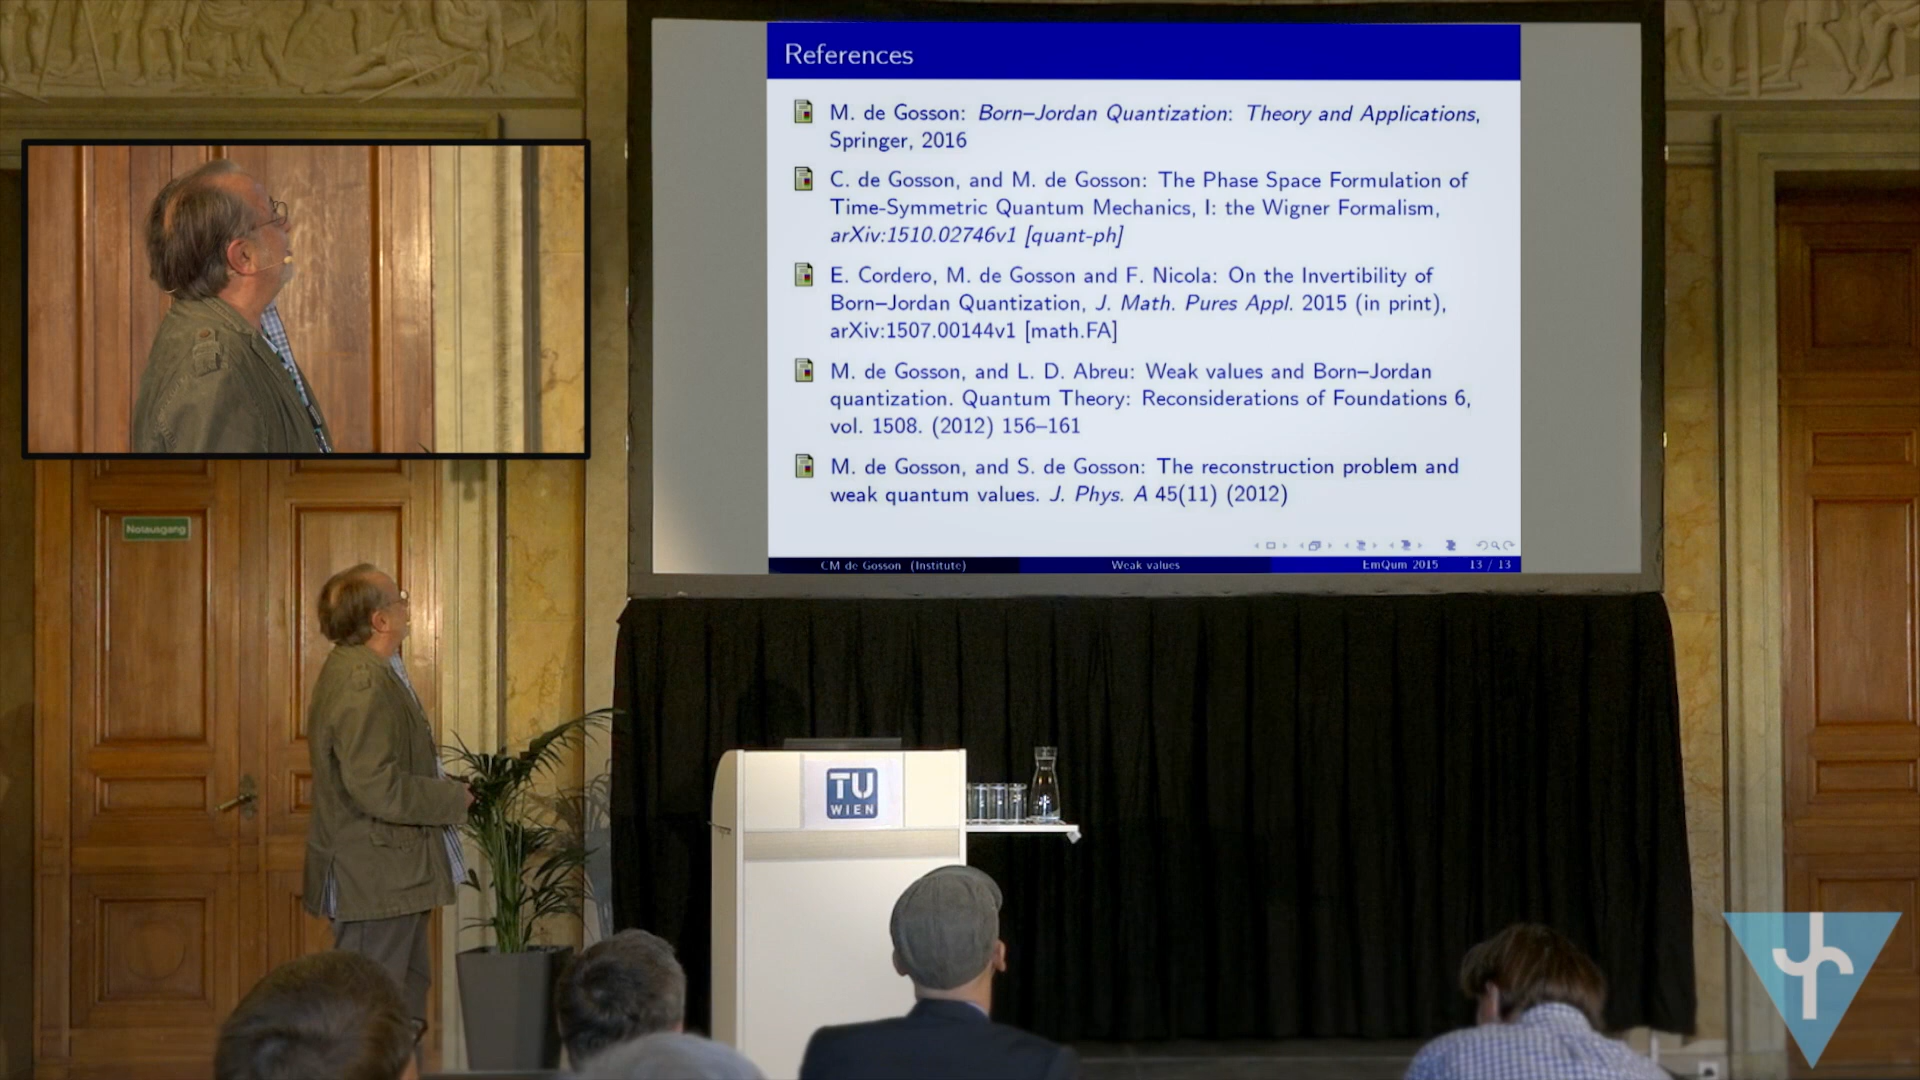 References
M. de Gosson: Born–Jordan Quantization: Theory and Applications,
Springer, 2016
C. de Gosson, and M. de Gosson: The Phase Space Formulation of
Time-Symmetric Quantum Mechanics, I: the Wigner Formalism,
arXiv:1510.02746v1 [quant-ph]
E. Cordero, M. de Gosson and F. Nicola: On the Invertibility of
Born–Jordan Quantization, J. Math. Pures Appl. 2015 (in print),
arXiv:1507.00144v1 [math.FA]
M. de Gosson, and L. D. Abreu: Weak values and Born–Jordan
quantization. Quantum Theory: Reconsiderations of Foundations 6,
vol. 1508. (2012) 156–161
M. de Gosson, and S. de Gosson: The reconstruction problem and
weak quantum values. J. Phys. A 45(11) (2012)
CM de Gosson (Institute) Weak values EmQum 2015 13 / 13
Notausgang
TU
WIEN